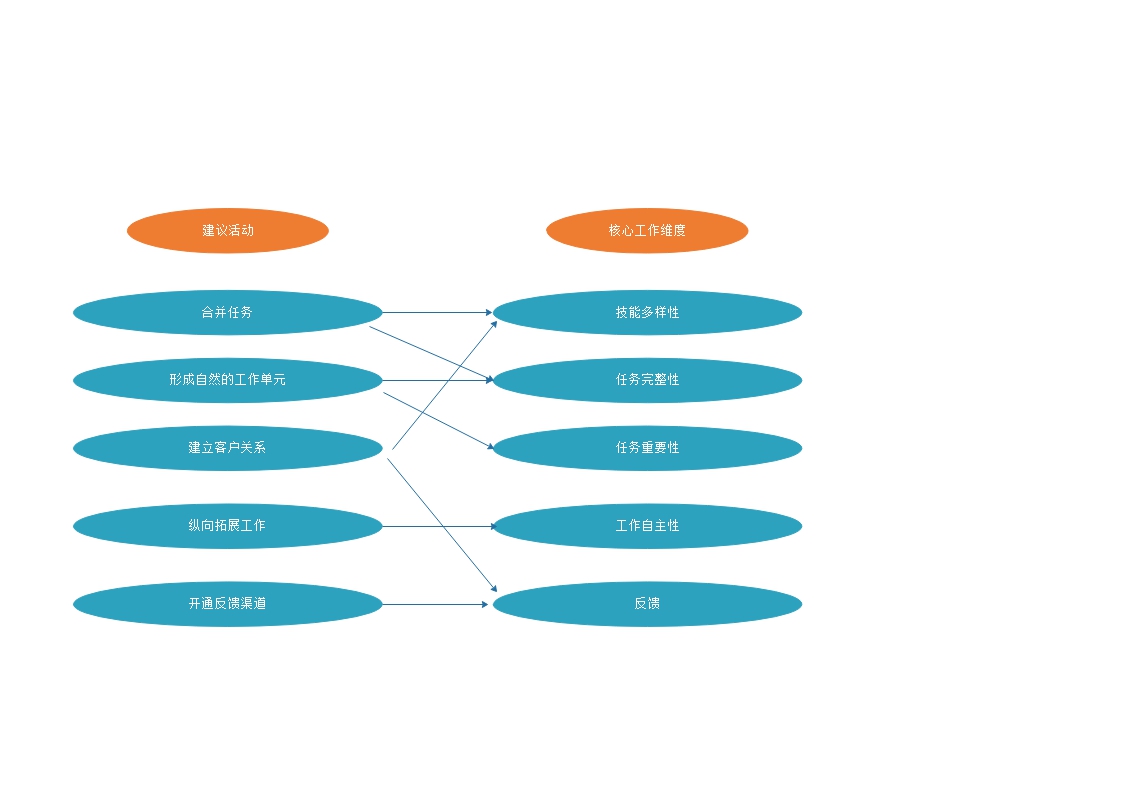 建议活动
核心工作维度
合并任务
技能多样性
形成自然的工作单元
任务完整性
建立客户关系
任务重要性
纵向拓展工作
工作自主性
开通反馈渠道
反馈